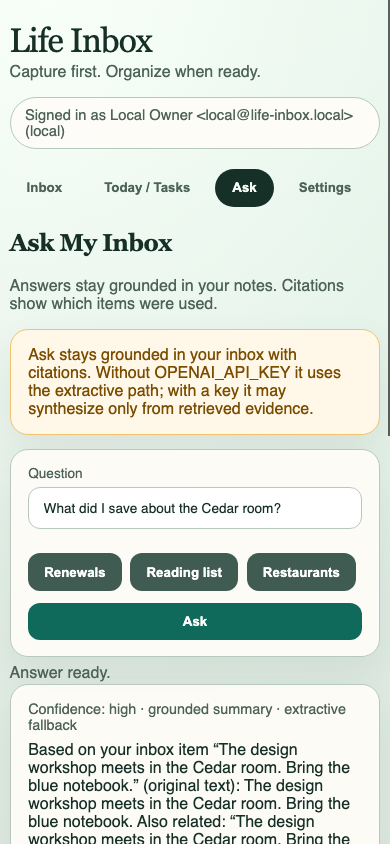 Life Inbox
Capture first. Organize when ready.
Signed in as Local Owner <local@life-inbox.local>
(local)
Inbox
Today / Tasks
Ask
Settings
Ask My Inbox
Answers stay grounded in your notes. Citations
show which items were used.
Ask stays grounded in your inbox with
citations. Without OPENAI_API_KEY it uses
the extractive path; with a key it may
synthesize only from retrieved evidence.
Question
What did I save about the Cedar room?
Renewals
Reading list
Restaurants
Ask
Answer ready.
Confidence: high · grounded summary · extractive
fallback
Based on your inbox item “The design
workshop meets in the Cedar room. Bring the
blue notebook.” (original text): The design
workshop meets in the Cedar room. Bring the
blue notebook. Also related: “The design
workshop meets in the Cedar room. Bring the